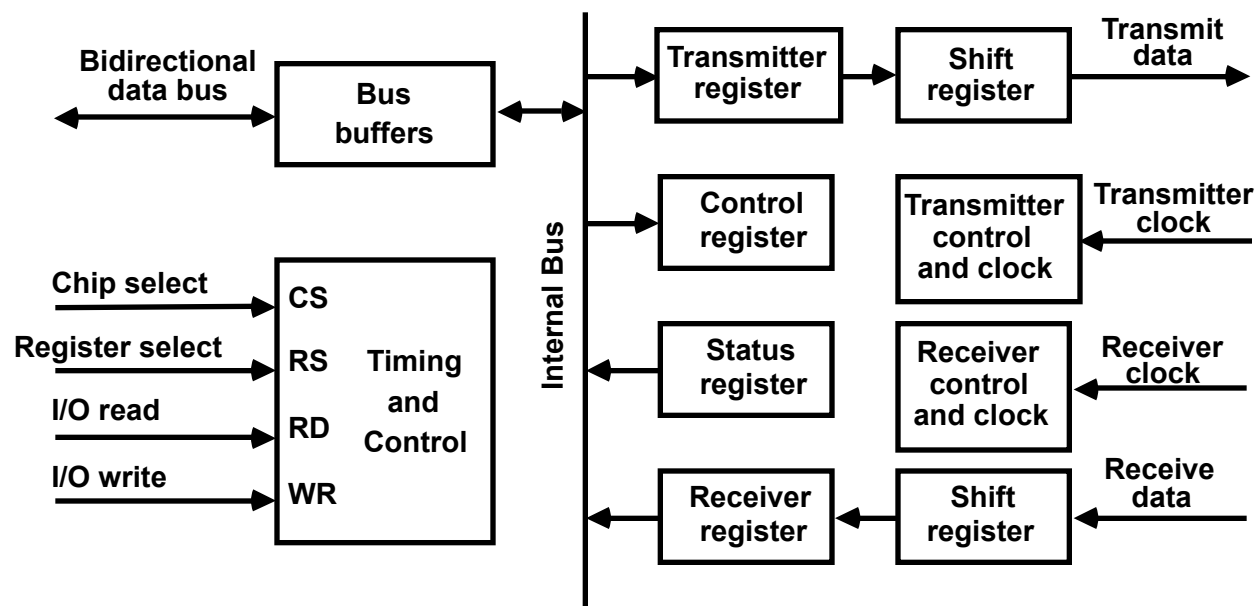 Bidirectional
data bus
Bus
buffers
Transmitter
register
Shift
register
Transmit
data
Control
register
Transmitter
control
and clock
Transmitter
clock
Internal Bus
Chip select
CS
Register select
RS
I/O read
RD
I/O write
WR
Timing
and
Control
Status
register
Receiver
control
and clock
Receiver
clock
Receiver
register
Shift
register
Receive
data